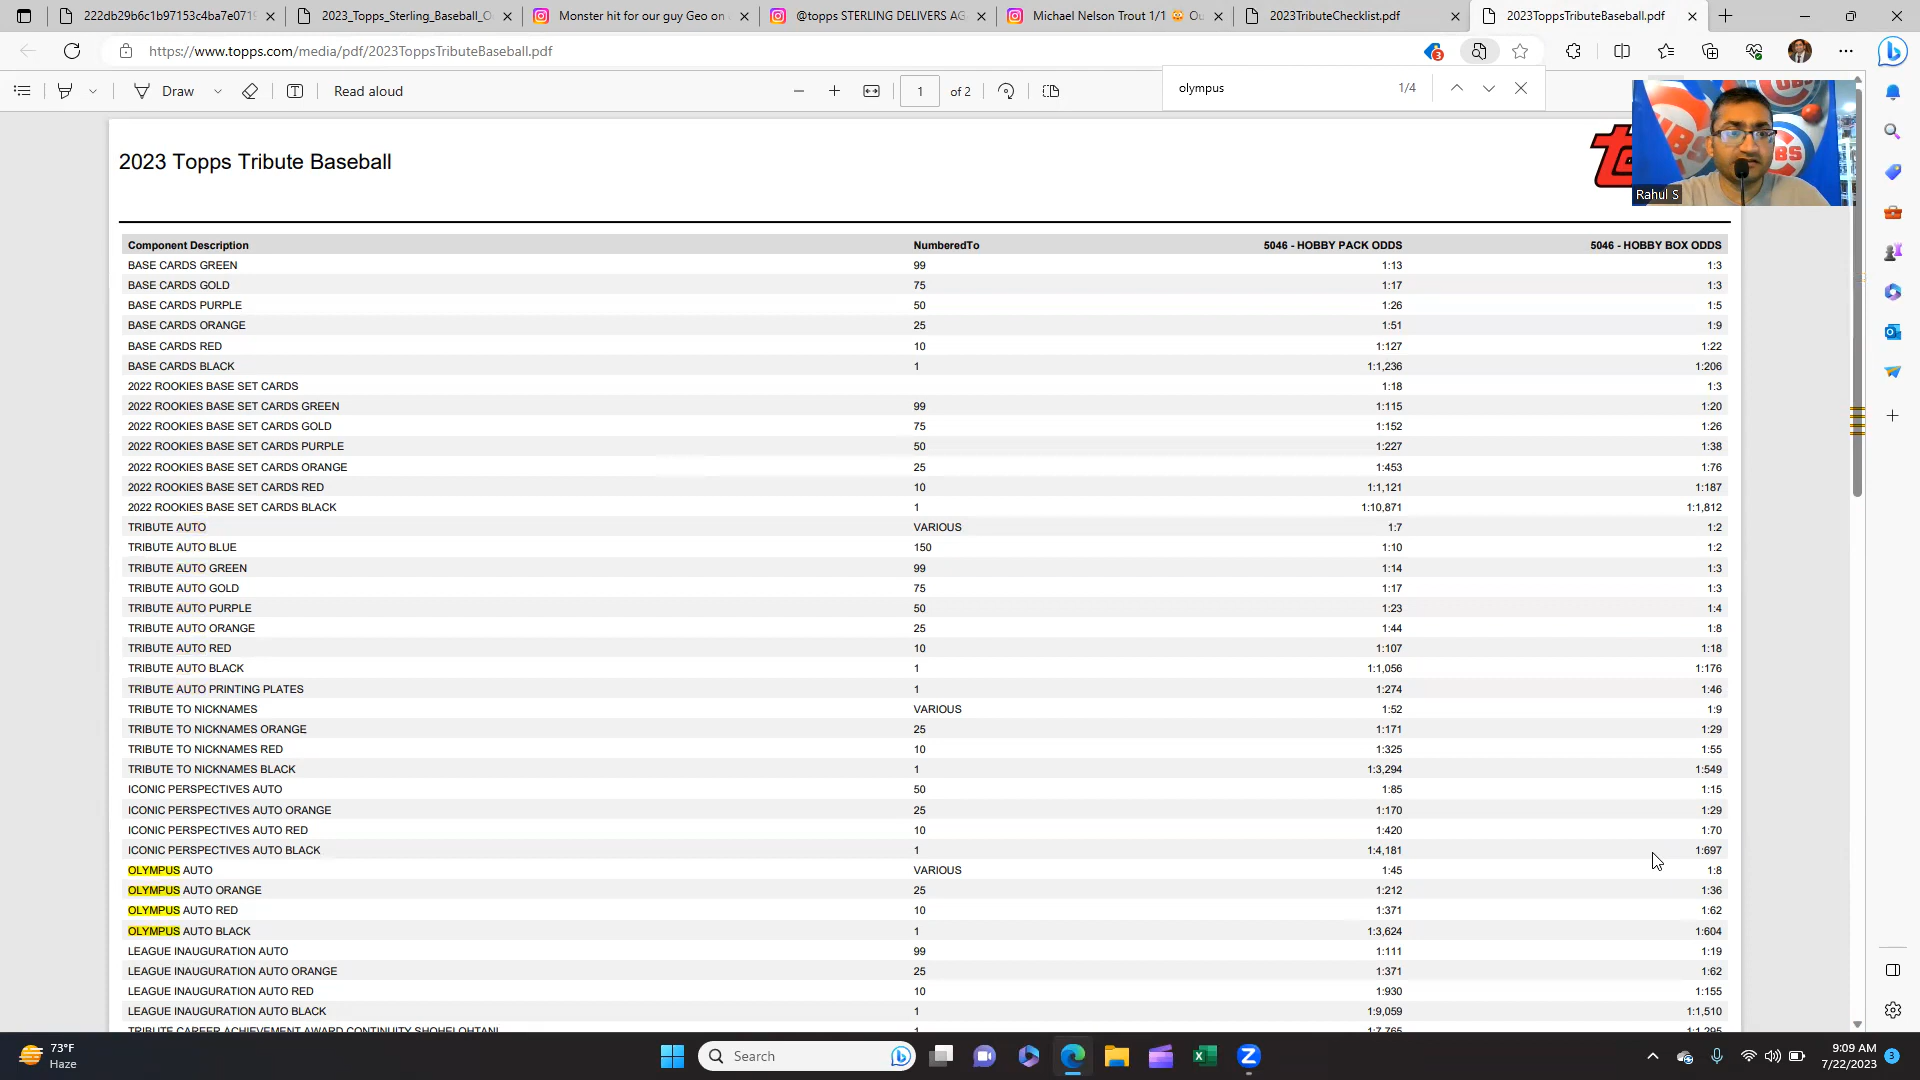 222db29b6c1b97153c4ba7e0719
2023_Topps_Sterling_Baseball_O
Monster hit for our guy Geo on
@topps STERLING DELIVERS AG
Michael Nelson Trout 1/1 🤯 Ou
2023TributeChecklist.pdf
2023ToppsTributeBaseball.pdf
https://www.topps.com/media/pdf/2023ToppsTributeBaseball.pdf
3
Draw
Read aloud
1 of 2
olympus 1/4
2023 Topps Tribute Baseball
CUBS
Rahul S
Component Description NumberedTo 5046 - HOBBY PACK ODDS 5046 - HOBBY BOX ODDS
BASE CARDS GREEN 99 1:13 1:3
BASE CARDS GOLD 75 1:17 1:3
BASE CARDS PURPLE 50 1:26 1:5
BASE CARDS ORANGE 25 1:51 1:9
BASE CARDS RED 10 1:127 1:22
BASE CARDS BLACK 1 1:1,236 1:206
2022 ROOKIES BASE SET CARDS 1:18 1:3
2022 ROOKIES BASE SET CARDS GREEN 99 1:115 1:20
2022 ROOKIES BASE SET CARDS GOLD 75 1:152 1:26
2022 ROOKIES BASE SET CARDS PURPLE 50 1:227 1:38
2022 ROOKIES BASE SET CARDS ORANGE 25 1:453 1:76
2022 ROOKIES BASE SET CARDS RED 10 1:1,121 1:187
2022 ROOKIES BASE SET CARDS BLACK 1 1:10,871 1:1,812
TRIBUTE AUTO VARIOUS 1:7 1:2
TRIBUTE AUTO BLUE 150 1:10 1:2
TRIBUTE AUTO GREEN 99 1:14 1:3
TRIBUTE AUTO GOLD 75 1:17 1:3
TRIBUTE AUTO PURPLE 50 1:23 1:4
TRIBUTE AUTO ORANGE 25 1:44 1:8
TRIBUTE AUTO RED 10 1:107 1:18
TRIBUTE AUTO BLACK 1 1:1,056 1:176
TRIBUTE AUTO PRINTING PLATES 1 1:274 1:46
TRIBUTE TO NICKNAMES VARIOUS 1:52 1:9
TRIBUTE TO NICKNAMES ORANGE 25 1:171 1:29
TRIBUTE TO NICKNAMES RED 10 1:325 1:55
TRIBUTE TO NICKNAMES BLACK 1 1:3,294 1:549
ICONIC PERSPECTIVES AUTO 50 1:85 1:15
ICONIC PERSPECTIVES AUTO ORANGE 25 1:170 1:29
ICONIC PERSPECTIVES AUTO RED 10 1:420 1:70
ICONIC PERSPECTIVES AUTO BLACK 1 1:4,181 1:697
OLYMPUS AUTO VARIOUS 1:45 1:8
OLYMPUS AUTO ORANGE 25 1:212 1:36
OLYMPUS AUTO RED 10 1:371 1:62
OLYMPUS AUTO BLACK 1 1:3,624 1:604
LEAGUE INAUGURATION AUTO 99 1:111 1:19
LEAGUE INAUGURATION AUTO ORANGE 25 1:371 1:62
LEAGUE INAUGURATION AUTO RED 10 1:930 1:155
LEAGUE INAUGURATION AUTO BLACK 1 1:9,059 1:1,510
TRIBUTE CAREER ACHIEVEMENT AWARD CONTINUITY SHOHEI OHTANI 1 1:7,765 1:1,295
73°F
Haze
Search
9:09 AM
7/22/2023
3